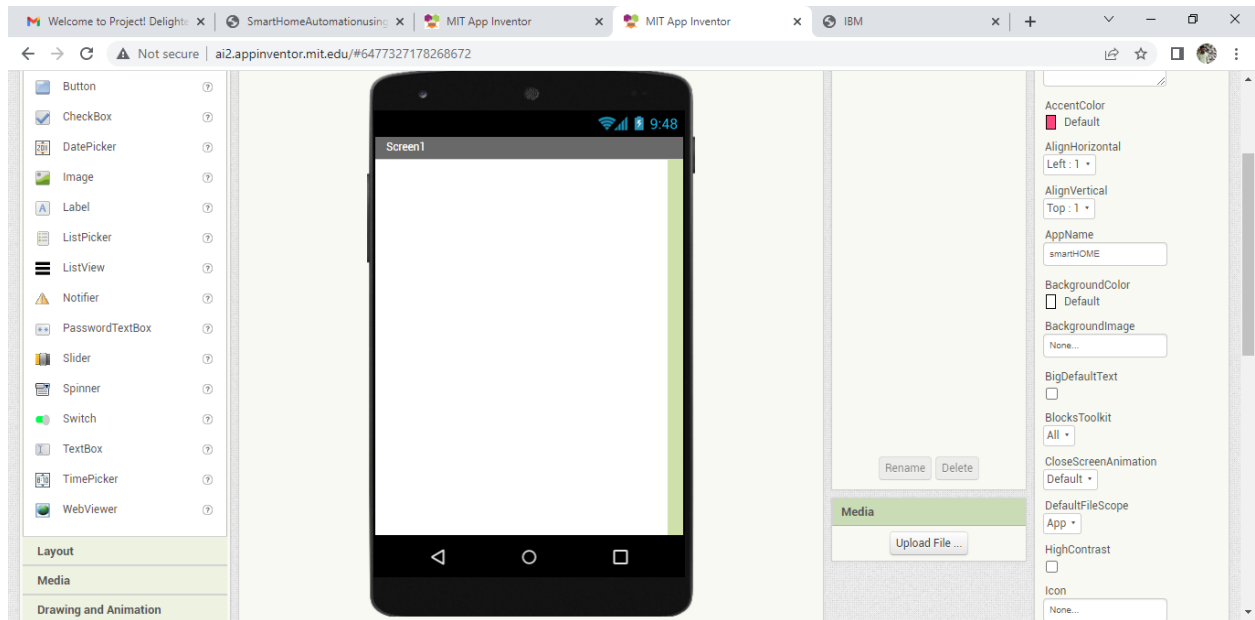 Welcome to Project! Delighte
SmartHomeAutomationusing
MIT App Inventor
MIT App Inventor
IBM
Not secure
ai2.appinventor.mit.edu/#6477327178268672
Button
CheckBox
DatePicker
Image
Label
ListPicker
ListView
Notifier
PasswordTextBox
Slider
Spinner
Switch
TextBox
TimePicker
WebViewer
Layout
Media
Drawing and Animation
9:48
Screen1
Rename
Delete
Media
Upload File ...
AccentColor
Default
AlignHorizontal
Left : 1
AlignVertical
Top : 1
AppName
smartHOME
BackgroundColor
Default
BackgroundImage
None...
BigDefaultText
BlocksToolkit
All
CloseScreenAnimation
Default
DefaultFileScope
App
HighContrast
Icon
None...